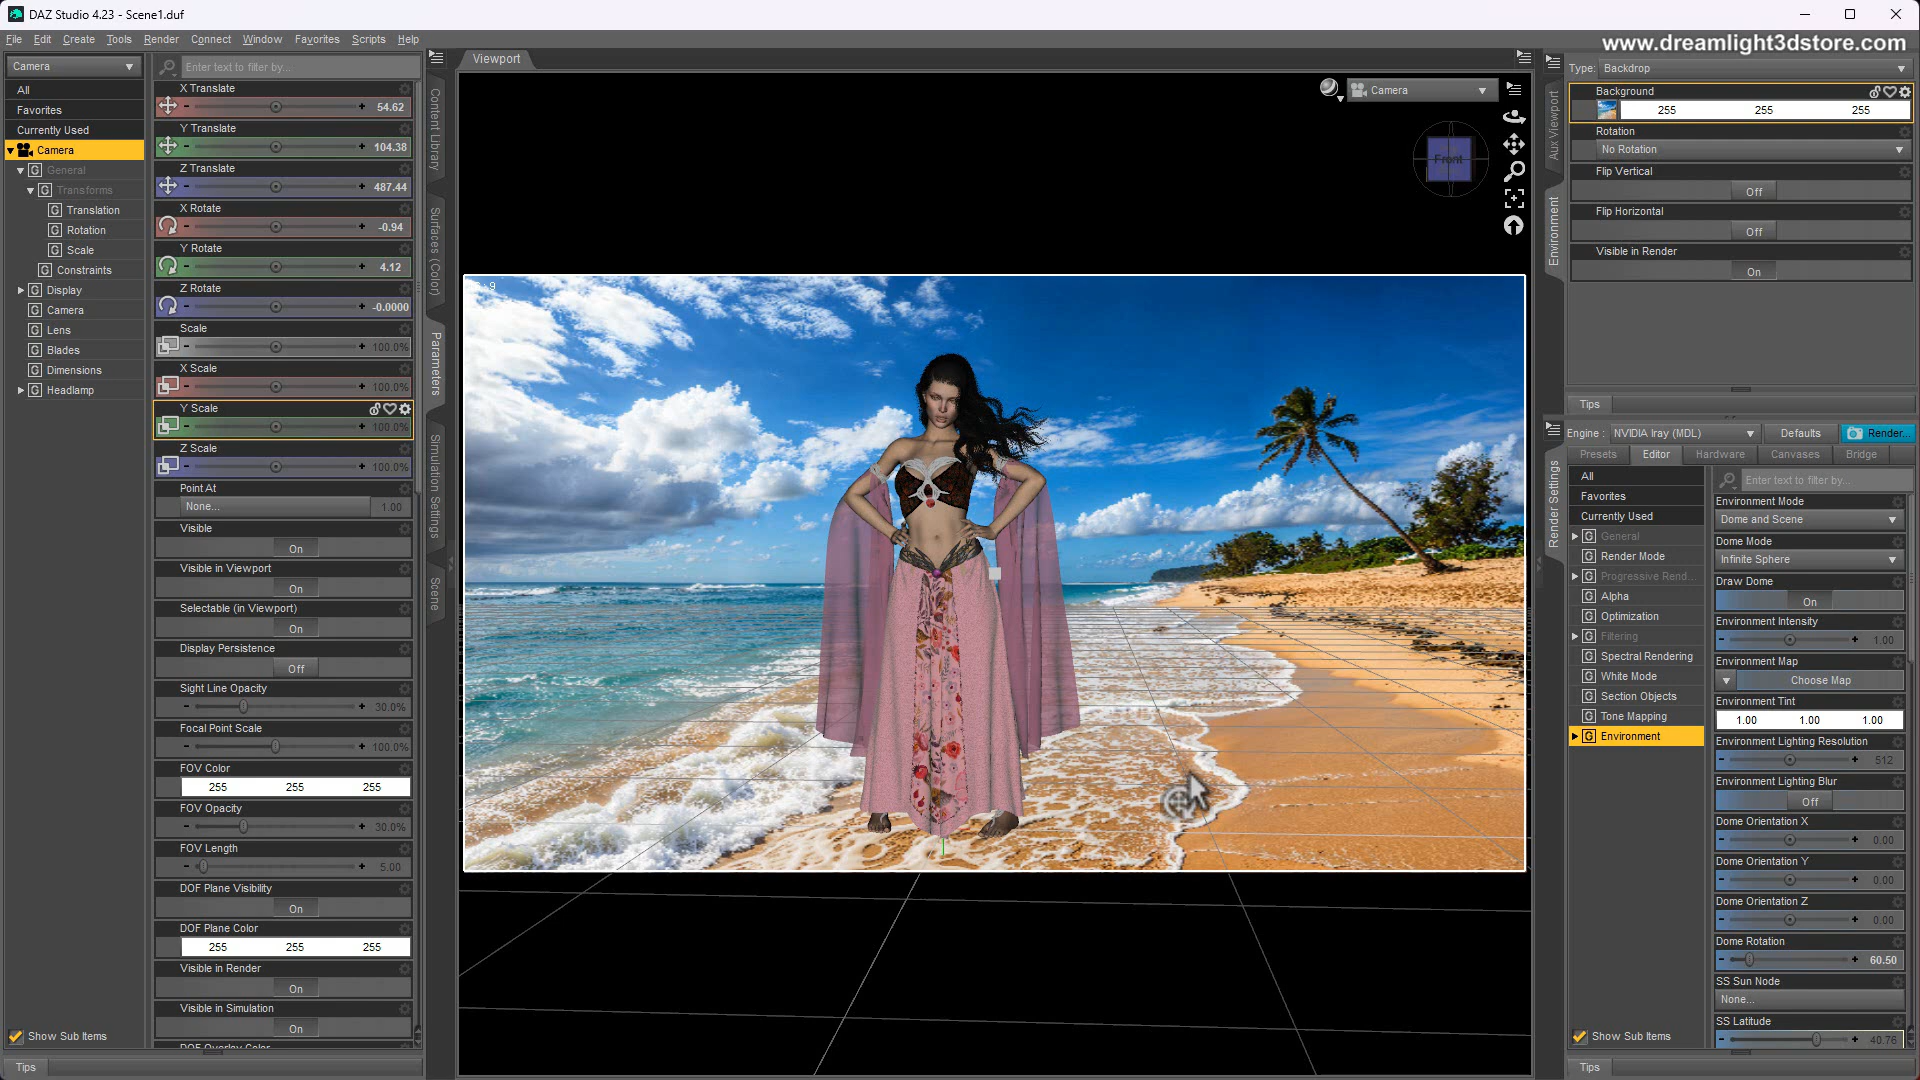 DAZ Studio 4.23 - Scene1.duf
File Edit Create Tools Render Connect Window Favorites Scripts Help
www.dreamlight3dstore.com
Camera
Enter text to filter by...
All
Favorites
Currently Used
Camera
General
Transforms
Translation
Rotation
Scale
Constraints
Display
Camera
Lens
Blades
Dimensions
Headlamp
Show Sub Items
Tips
X Translate
54.62
Y Translate
104.38
Z Translate
487.44
X Rotate
-0.94
Y Rotate
4.12
Z Rotate
-0.0000
Scale
100.0%
X Scale
100.0%
Y Scale
100.0%
Z Scale
100.0%
Point At
None... 1.00
Visible
On
Visible in Viewport
On
Selectable (in Viewport)
On
Display Persistence
Off
Sight Line Opacity
30.0%
Focal Point Scale
100.0%
FOV Color
255 255 255
FOV Opacity
30.0%
FOV Length
5.00
DOF Plane Visibility
On
DOF Plane Color
255 255 255
Visible in Render
On
Visible in Simulation
On
DOF Overlay Color
Content Library
Surfaces (Color)
Parameters
Simulation Settings
Scene
Viewport
Camera
Front
Aux Viewport
Environment
Type: Backdrop
Background
255 255 255
Rotation
No Rotation
Flip Vertical
Off
Flip Horizontal
Off
Visible in Render
On
Tips
Render Settings
Engine : NVIDIA Iray (MDL) Defaults Render...
Presets Editor Hardware Canvases Bridge
All
Favorites
Currently Used
General
Render Mode
Progressive Rend...
Alpha
Optimization
Filtering
Spectral Rendering
White Mode
Section Objects
Tone Mapping
Environment
Show Sub Items
Tips
Enter text to filter by...
Environment Mode
Dome and Scene
Dome Mode
Infinite Sphere
Draw Dome
On
Environment Intensity
1.00
Environment Map
Choose Map
Environment Tint
1.00 1.00 1.00
Environment Lighting Resolution
512
Environment Lighting Blur
Off
Dome Orientation X
0.00
Dome Orientation Y
0.00
Dome Orientation Z
0.00
Dome Rotation
60.50
SS Sun Node
None...
SS Latitude
40.76